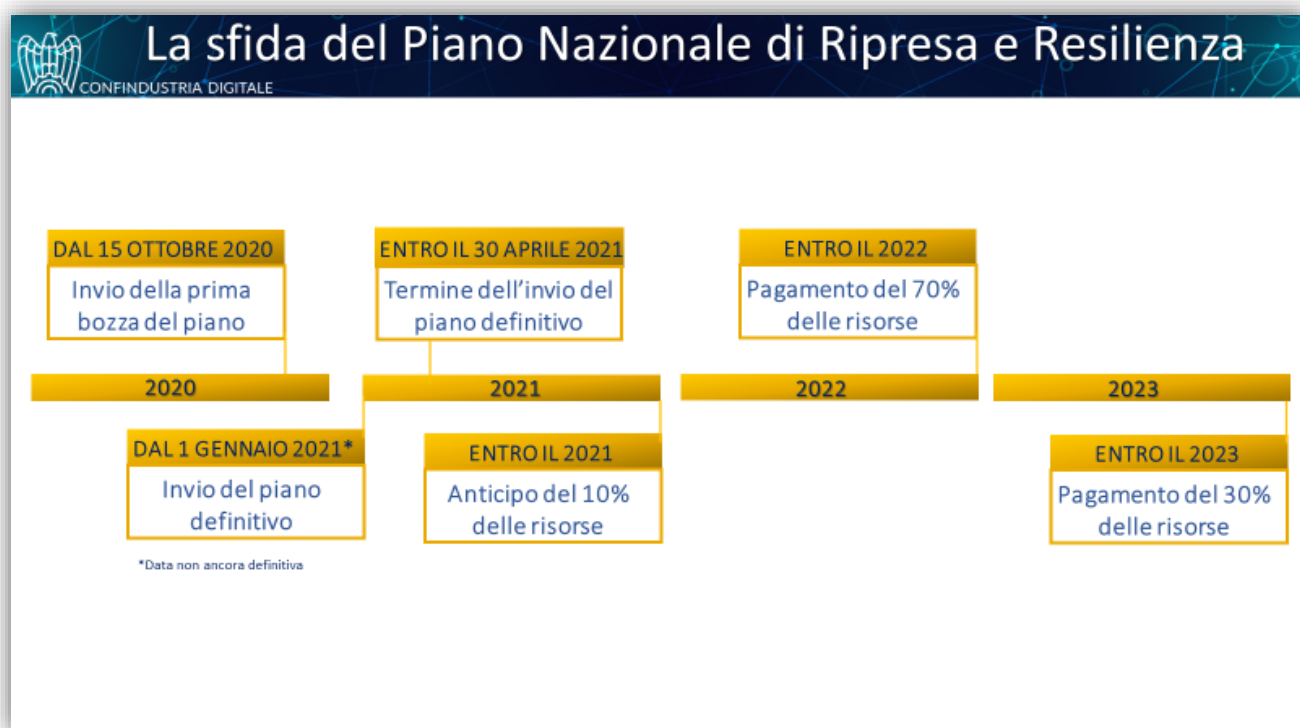 La sfida del Piano Nazionale di Ripresa e Resilienza
CONFINDUSTRIA DIGITALE
DAL 15 OTTOBRE 2020
Invio della prima
bozza del piano
ENTRO IL 30 APRILE 2021
Termine dell'invio del
piano definitivo
ENTRO IL 2022
Pagamento del 70%
delle risorse
2020
2021
2022
2023
DAL 1 GENNAIO 2021*
Invio del piano
definitivo
*Data non ancora definitiva
ENTRO IL 2021
Anticipo del 10%
delle risorse
ENTRO IL 2023
Pagamento del 30%
delle risorse